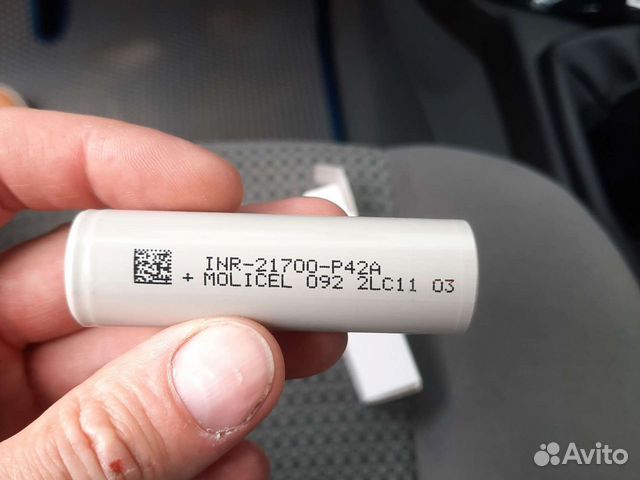 INR-21700-P42A
+ MOLICEL 092 2LC11 03
Avito